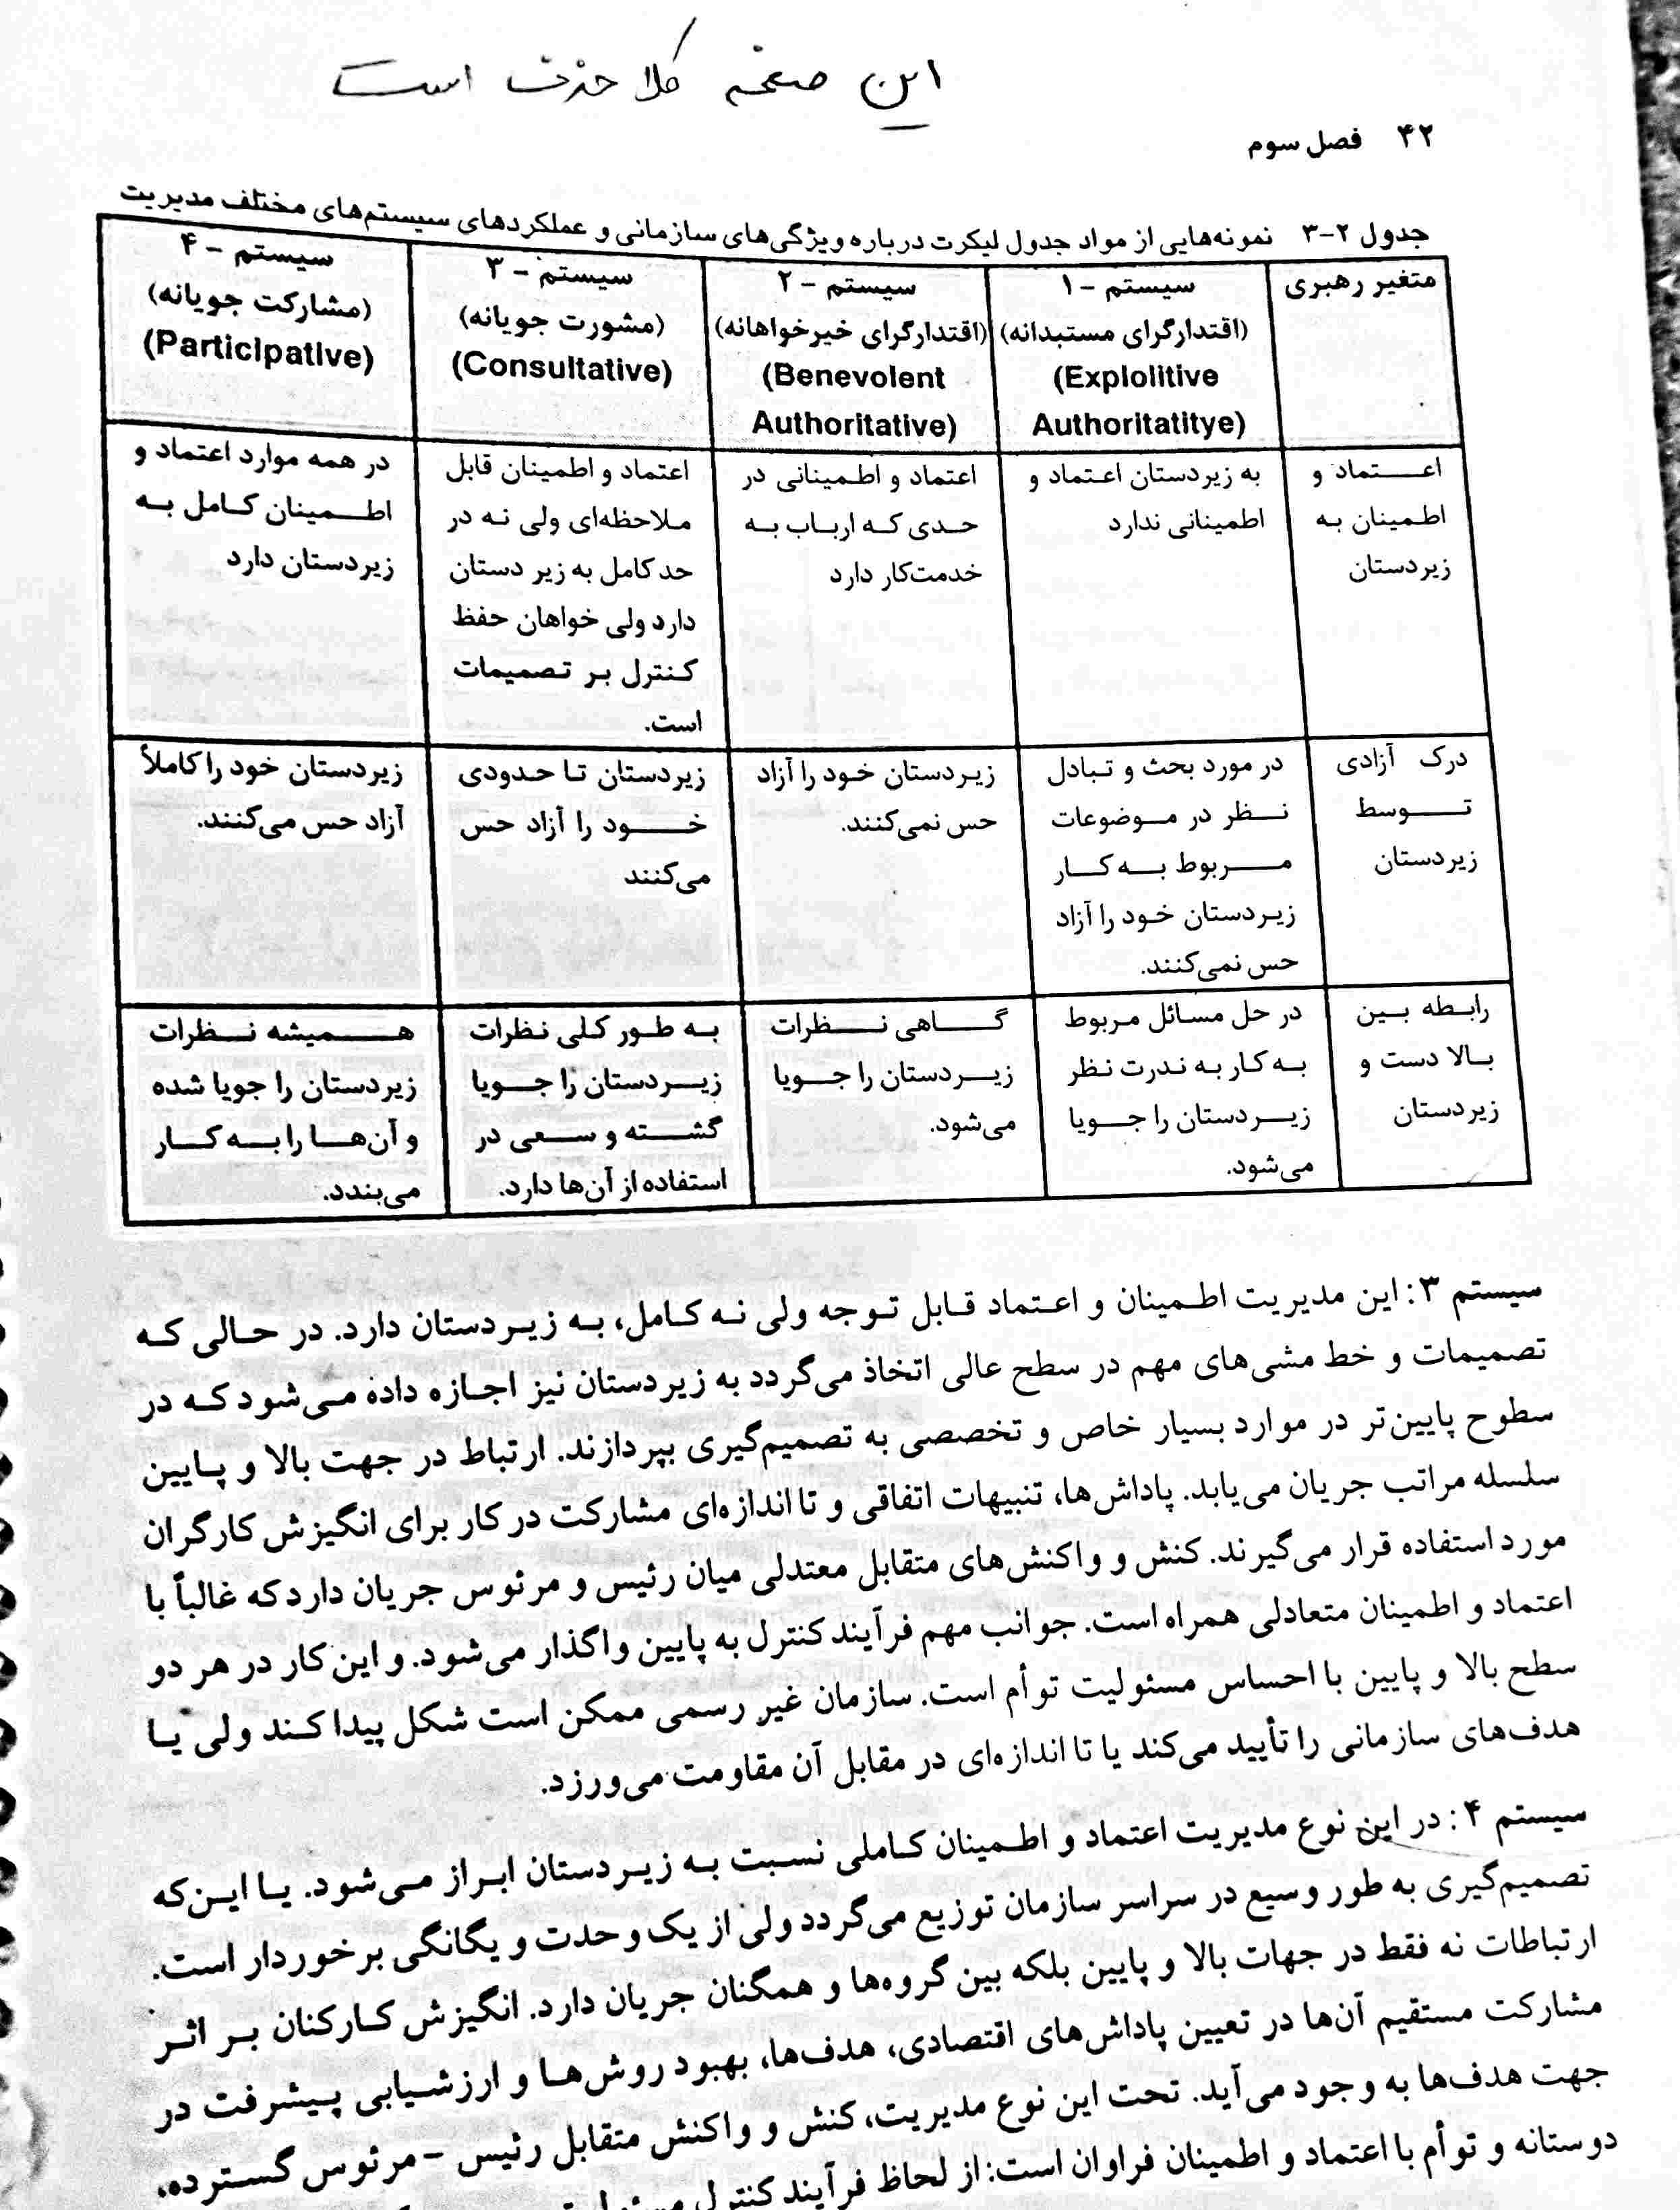 این صفحه کلا حذف است
۴۲ فصل سوم
جدول ۲-۳ نمونه‌هایی از مواد جدول لیکرت درباره ویژگی‌های سازمانی و عملکردهای سیستم‌های مختلف مدیریت
متغیر رهبری
سیستم - ۱
(اقتدارگرای مستبدانه)
(Explolitive
Authoritatitye)
سیستم - ۲
(اقتدارگرای خیرخواهانه)
(Benevolent
Authoritative)
سیستم - ۳
(مشورت جویانه)
(Consultative)
سیستم - ۴
(مشارکت جویانه)
(Participative)
اعتماد و
اطمینان به
زیردستان
به زیردستان اعتماد و
اطمینانی ندارد
اعتماد و اطمینانی در
حدی که ارباب به
خدمت‌کار دارد
اعتماد و اطمینان قابل
ملاحظه‌ای ولی نه در
حد کامل به زیر دستان
دارد ولی خواهان حفظ
کنترل بر تصمیمات
است.
در همه موارد اعتماد و
اطمینان کامل به
زیردستان دارد
درک آزادی
توسط
زیردستان
در مورد بحث و تبادل
نظر در موضوعات
مربوط به کار
زیردستان خود را آزاد
حس نمی‌کنند.
زیردستان خود را آزاد
حس نمی‌کنند.
زیردستان تا حدودی
خود را آزاد حس
می‌کنند
زیردستان خود را کاملاً
آزاد حس می‌کنند.
رابطه بین
بالا دست و
زیردستان
در حل مسائل مربوط
به کار به ندرت نظر
زیردستان را جویا
می‌شود.
گاهی نظرات
زیردستان را جویا
می‌شود.
به طور کلی نظرات
زیردستان را جویا
گشته و سعی در
استفاده از آن‌ها دارد.
همیشه نظرات
زیردستان را جویا شده
و آن‌ها را به کار
می‌بندد.
سیستم ۳: این مدیریت اطمینان و اعتماد قابل توجه ولی نه کامل، به زیردستان دارد. در حالی که
تصمیمات و خط مشی‌های مهم در سطح عالی اتخاذ می‌گردد به زیردستان نیز اجازه داده می‌شود که در
سطوح پایین‌تر در موارد بسیار خاص و تخصصی به تصمیم‌گیری بپردازند. ارتباط در جهت بالا و پایین
سلسله مراتب جریان می‌یابد. پاداش‌ها، تنبیهات اتفاقی و تا اندازه‌ای مشارکت در کار برای انگیزش کارگران
مورد استفاده قرار می‌گیرند. کنش و واکنش‌های متقابل معتدلی میان رئیس و مرئوس جریان دارد که غالباً با
اعتماد و اطمینان متعادلی همراه است. جوانب مهم فرآیند کنترل به پایین واگذار می‌شود. و این کار در هر دو
سطح بالا و پایین با احساس مسئولیت توأم است. سازمان غیر رسمی ممکن است شکل پیدا کند ولی یا
هدف‌های سازمانی را تأیید می‌کند یا تا اندازه‌ای در مقابل آن مقاومت می‌ورزد.
سیستم ۴: در این نوع مدیریت اعتماد و اطمینان کاملی نسبت به زیردستان ابراز می‌شود. یا این‌که
تصمیم‌گیری به طور وسیع در سراسر سازمان توزیع می‌گردد ولی از یک وحدت و یگانگی برخوردار است.
ارتباطات نه فقط در جهات بالا و پایین بلکه بین گروه‌ها و همگنان جریان دارد. انگیزش کارکنان بر اثر
مشارکت مستقیم آن‌ها در تعیین پاداش‌های اقتصادی، هدف‌ها، بهبود روش‌ها و ارزشیابی پیشرفت در
جهت هدف‌ها به وجود می‌آید. تحت این نوع مدیریت، کنش و واکنش متقابل رئیس - مرئوس گسترده،
دوستانه و توأم با اعتماد و اطمینان فراوان است: از لحاظ فرآیند کنترل